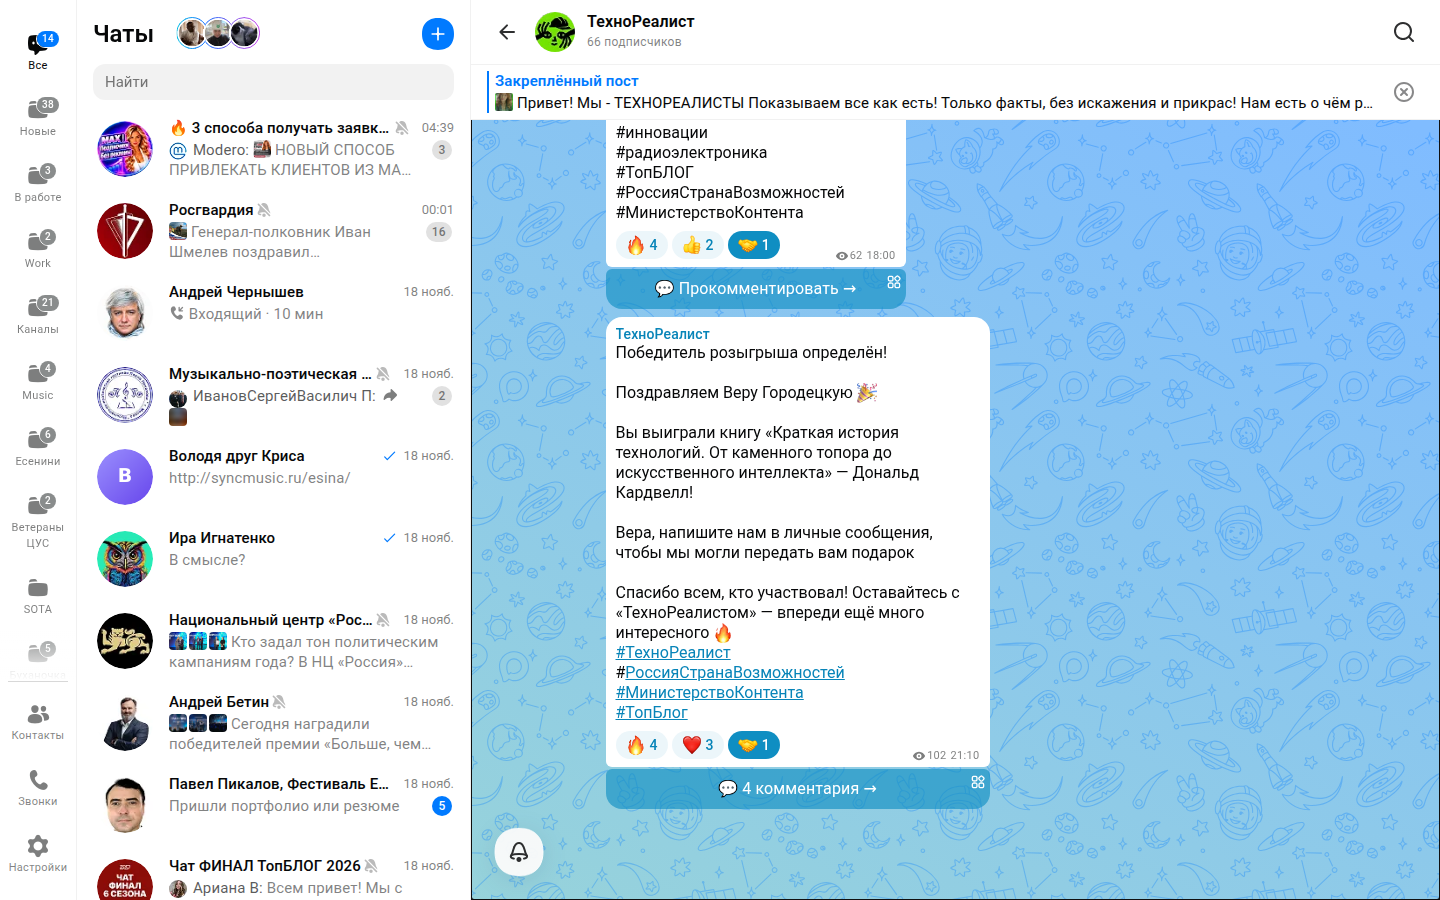 14
Все
38
Новые
3
В работе
2
Work
21
Каналы
4
Music
6
Есенини
2
Ветераны
ЦУС
SOTA
5
Контакты
Звонки
Настройки
Чаты
Найти
🔥 3 способа получать заявк... 04:39
Modero: НОВЫЙ СПОСОБ 3
ПРИВЛЕКАТЬ КЛИЕНТОВ ИЗ МА...
Росгвардия 00:01
Генерал-полковник Иван 16
Шмелев поздравил...
Андрей Чернышев 18 нояб.
Входящий · 10 мин
Музыкально-поэтическая ... 18 нояб.
ИвановСергейВасилич П: 2
В
Володя друг Криса 18 нояб.
http://syncmusic.ru/esina/
Ира Игнатенко 18 нояб.
В смысле?
Национальный центр «Рос... 18 нояб.
Кто задал тон политическим
кампаниям года? В НЦ «Россия»...
Андрей Бетин 18 нояб.
Сегодня наградили
победителей премии «Больше, чем...
Павел Пикалов, Фестиваль Е... 18 нояб.
Пришли портфолио или резюме 5
ЧАТ
ФИНАЛ
6 СЕЗОНА
Чат ФИНАЛ ТопБЛОГ 2026 18 нояб.
Ариана В: Всем привет! Мы с
ТехноРеалист
66 подписчиков
Закреплённый пост
Привет! Мы - ТЕХНОРЕАЛИСТЫ Показываем все как есть! Только факты, без искажения и прикрас! Нам есть о чём р...
#инновации
#радиоэлектроника
#ТопБЛОГ
#РоссияСтранаВозможностей
#МинистерствоКонтента
🔥 4 👍 2 🤝 1
62 18:00
💬 Прокомментировать →
ТехноРеалист
Победитель розыгрыша определён!
Поздравляем Веру Городецкую 🎉
Вы выиграли книгу «Краткая история
технологий. От каменного топора до
искусственного интеллекта» — Дональд
Кардвелл!
Вера, напишите нам в личные сообщения,
чтобы мы могли передать вам подарок
Спасибо всем, кто участвовал! Оставайтесь с
«ТехноРеалистом» — впереди ещё много
интересного 🔥
#ТехноРеалист
#РоссияСтранаВозможностей
#МинистерствоКонтента
#ТопБлог
🔥 4 ❤️ 3 🤝 1
102 21:10
💬 4 комментария →